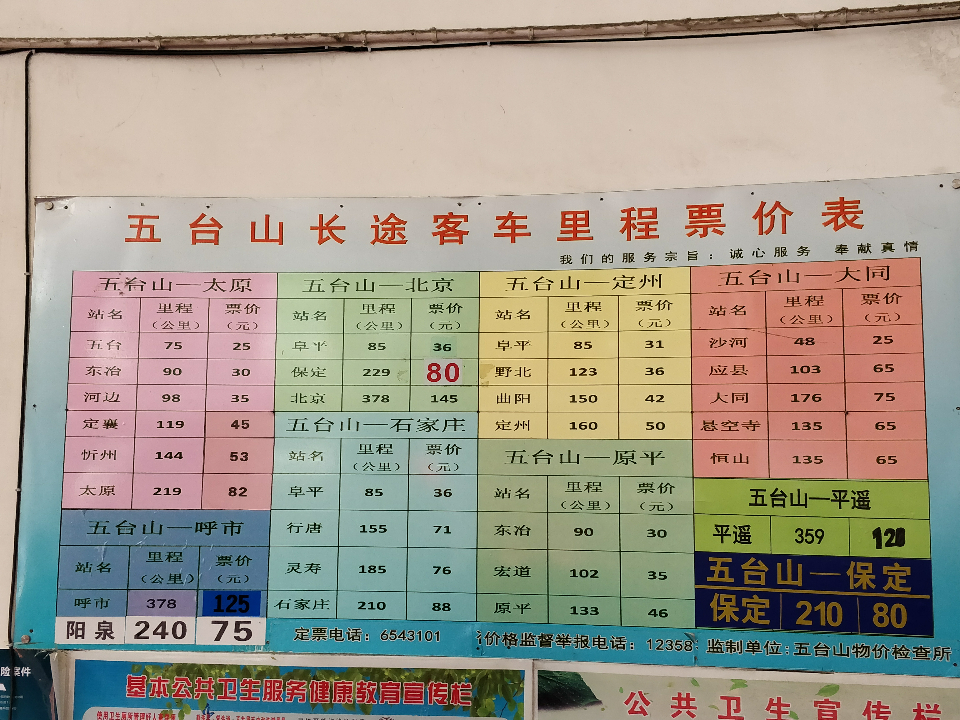 五台山长途客车里程票价表
我们的服务宗旨：诚心服务 奉献真情
五台山—太原
站名 里程（公里） 票价（元）
五台 75 25
东冶 90 30
河边 98 35
定襄 119 45
忻州 144 53
太原 219 82
五台山—呼市
站名 里程（公里） 票价（元）
呼市 378 125
阳泉 240 75
五台山—北京
站名 里程（公里） 票价（元）
阜平 85 36
保定 229 80
北京 378 145
五台山—石家庄
站名 里程（公里） 票价（元）
阜平 85 36
行唐 155 71
灵寿 185 76
石家庄 210 88
五台山—定州
站名 里程（公里） 票价（元）
阜平 85 31
野北 123 36
曲阳 150 42
定州 160 50
五台山—原平
站名 里程（公里） 票价（元）
东冶 90 30
宏道 102 35
原平 133 46
五台山—大同
站名 里程（公里） 票价（元）
沙河 48 25
应县 103 65
大同 176 75
悬空寺 135 65
恒山 135 65
五台山—平遥
平遥 359 120
五台山—保定
保定 210 80
定票电话：6543101 价格监督举报电话：12358 监制单位：五台山物价检查所
基本公共卫生服务健康教育宣传栏
公共卫生宣传栏